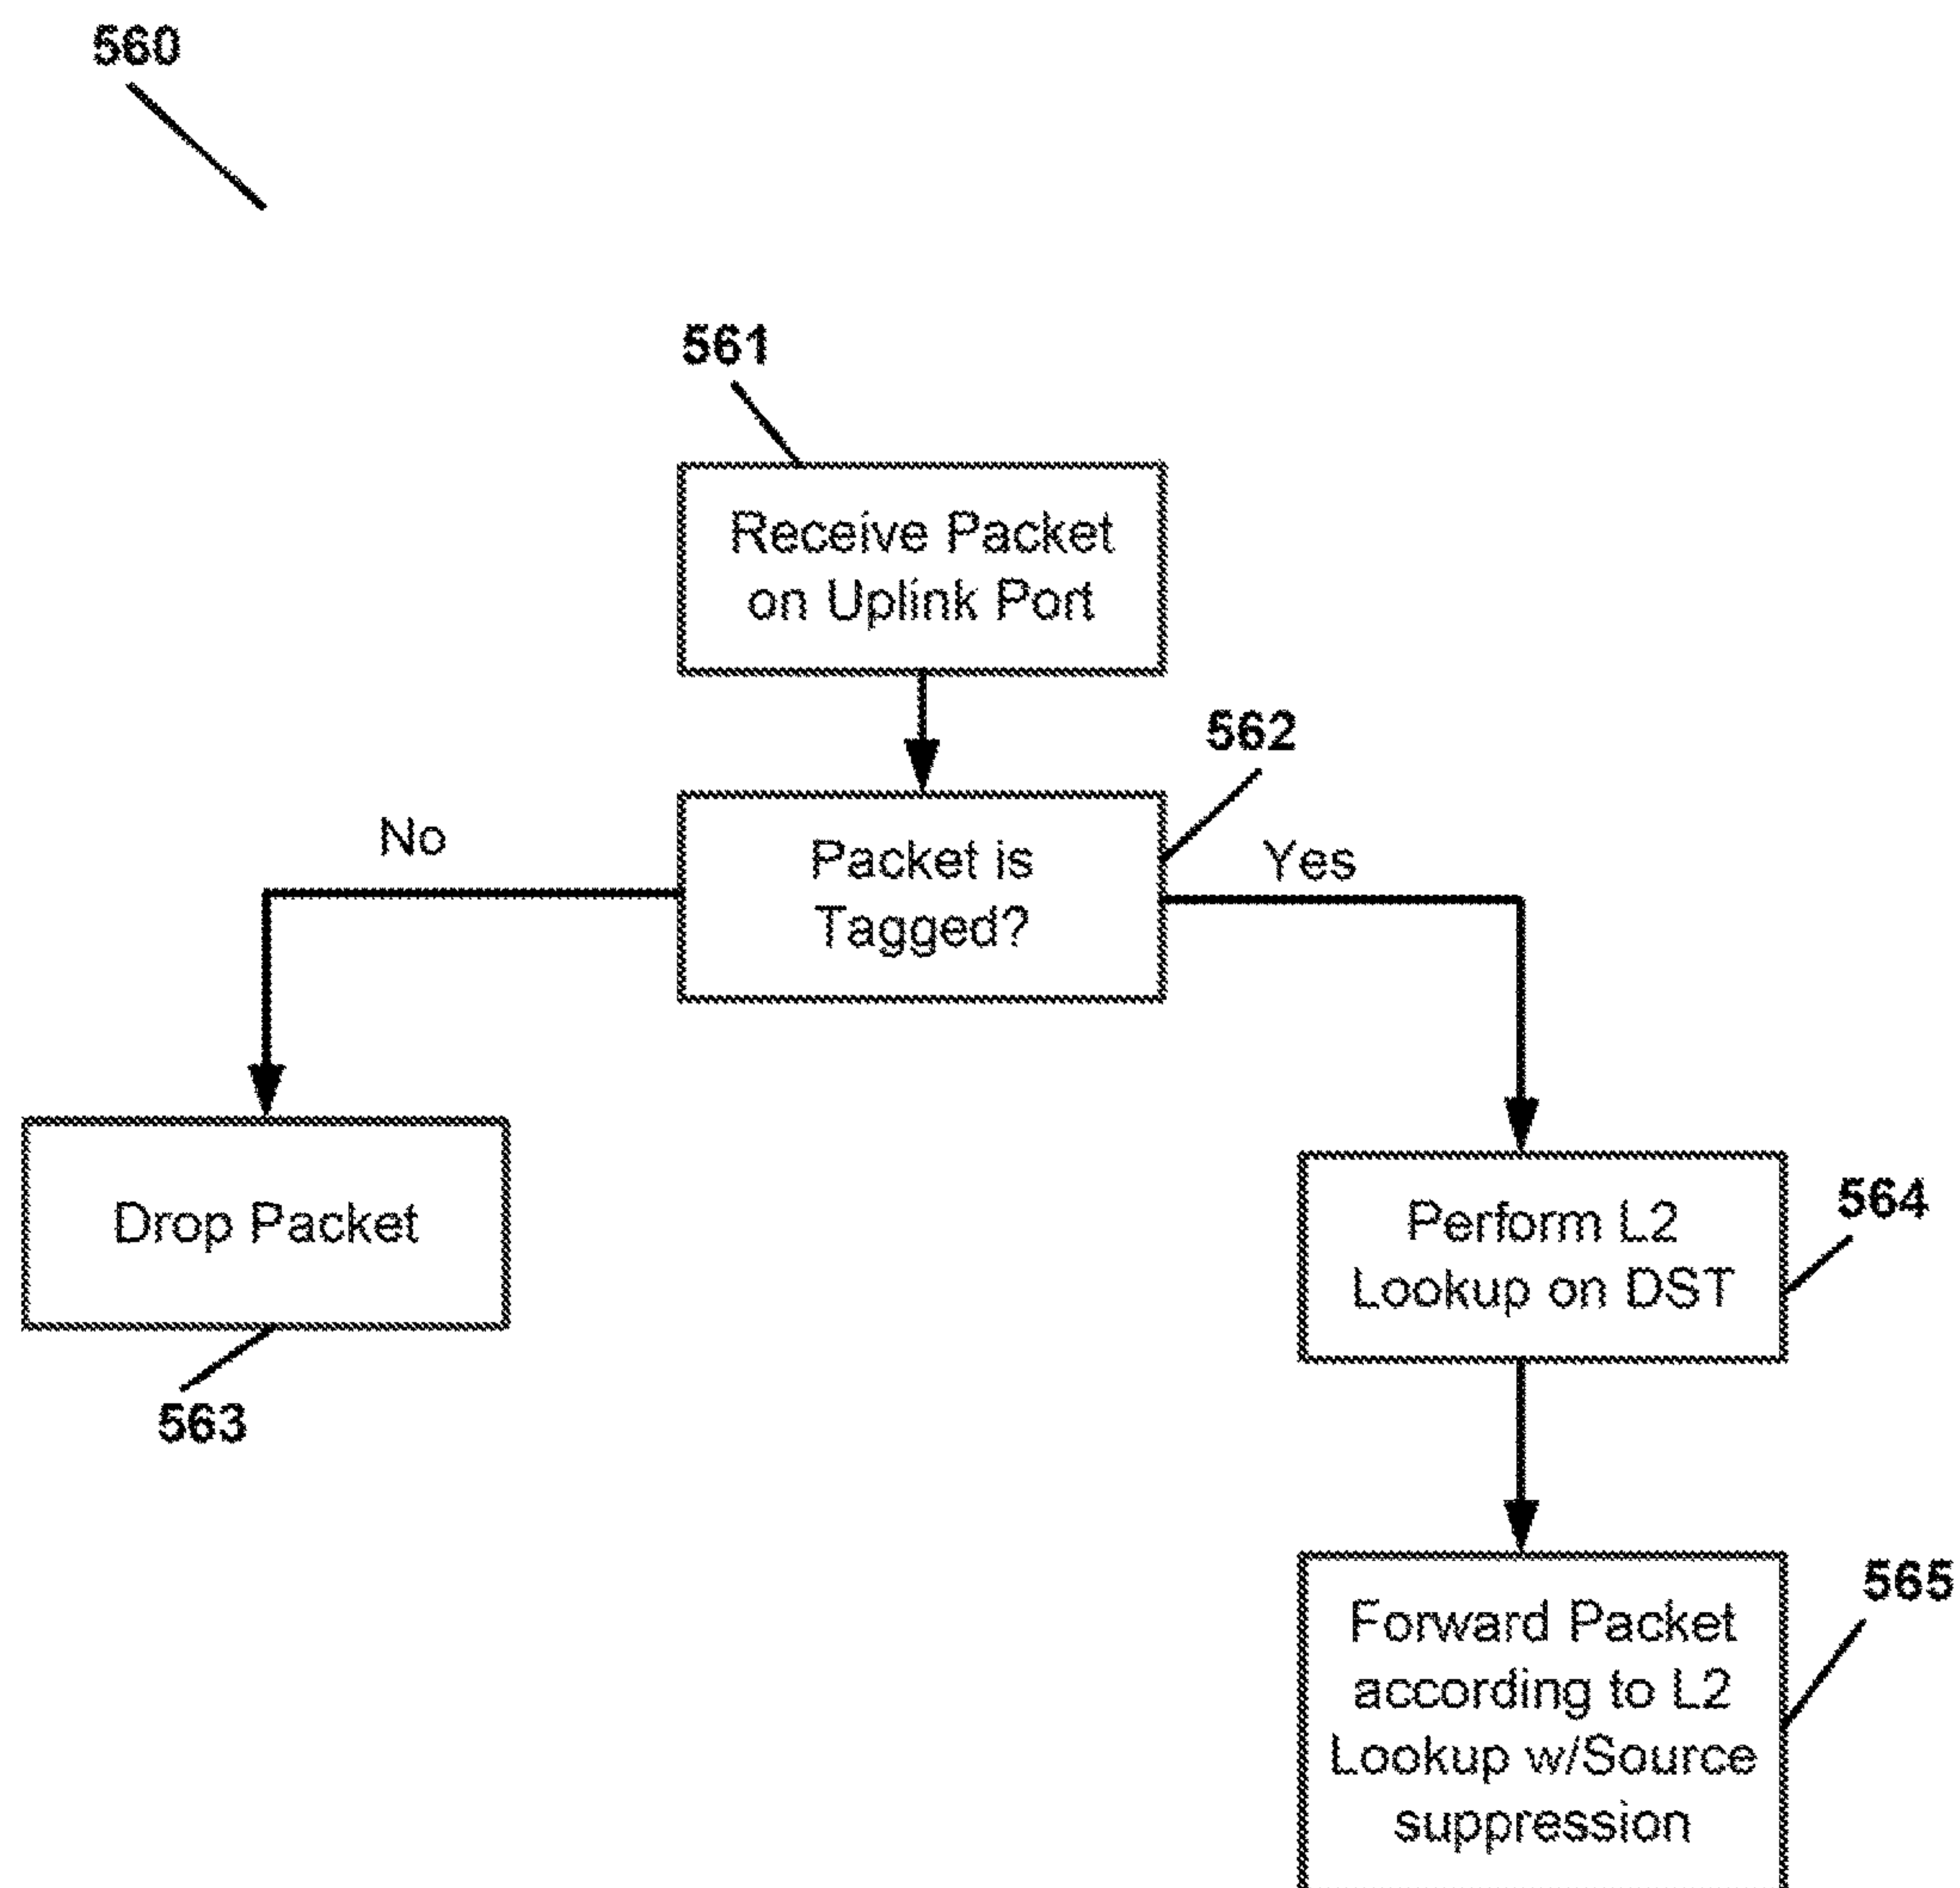 560
561
Receive Packet
on Uplink Port
562
No
Packet is
Tagged?
Yes
Drop Packet
563
Perform L2
Lookup on DST
564
565
Forward Packet
according to L2
Lookup w/Source
suppression